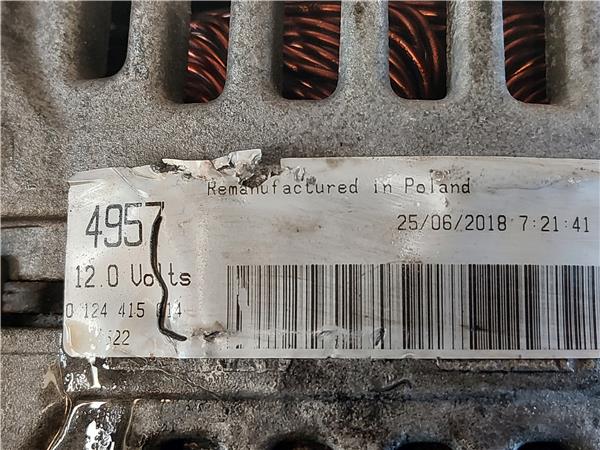 Remanufactured in Poland
4957
25/06/2018 7:21:41
12.0 Volts
0 124 415